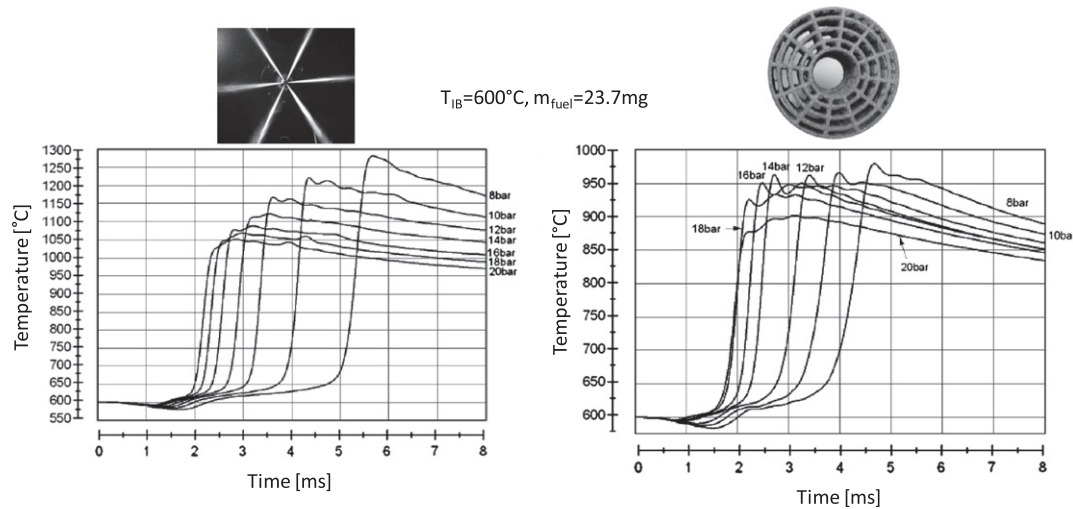 T_IB=600°C, m_fuel=23.7mg
1300
1250
1200
1150
1100
1050
1000
950
900
850
800
750
700
650
600
550
Temperature [°C]
8bar
10bar
12bar
14bar
16bar
18bar
20bar
0 1 2 3 4 5 6 7 8
Time [ms]
1000
950
900
850
800
750
700
650
600
Temperature [°C]
16bar
14bar
12bar
8bar
18bar
10ba
20bar
0 1 2 3 4 5 6 7 8
Time [ms]